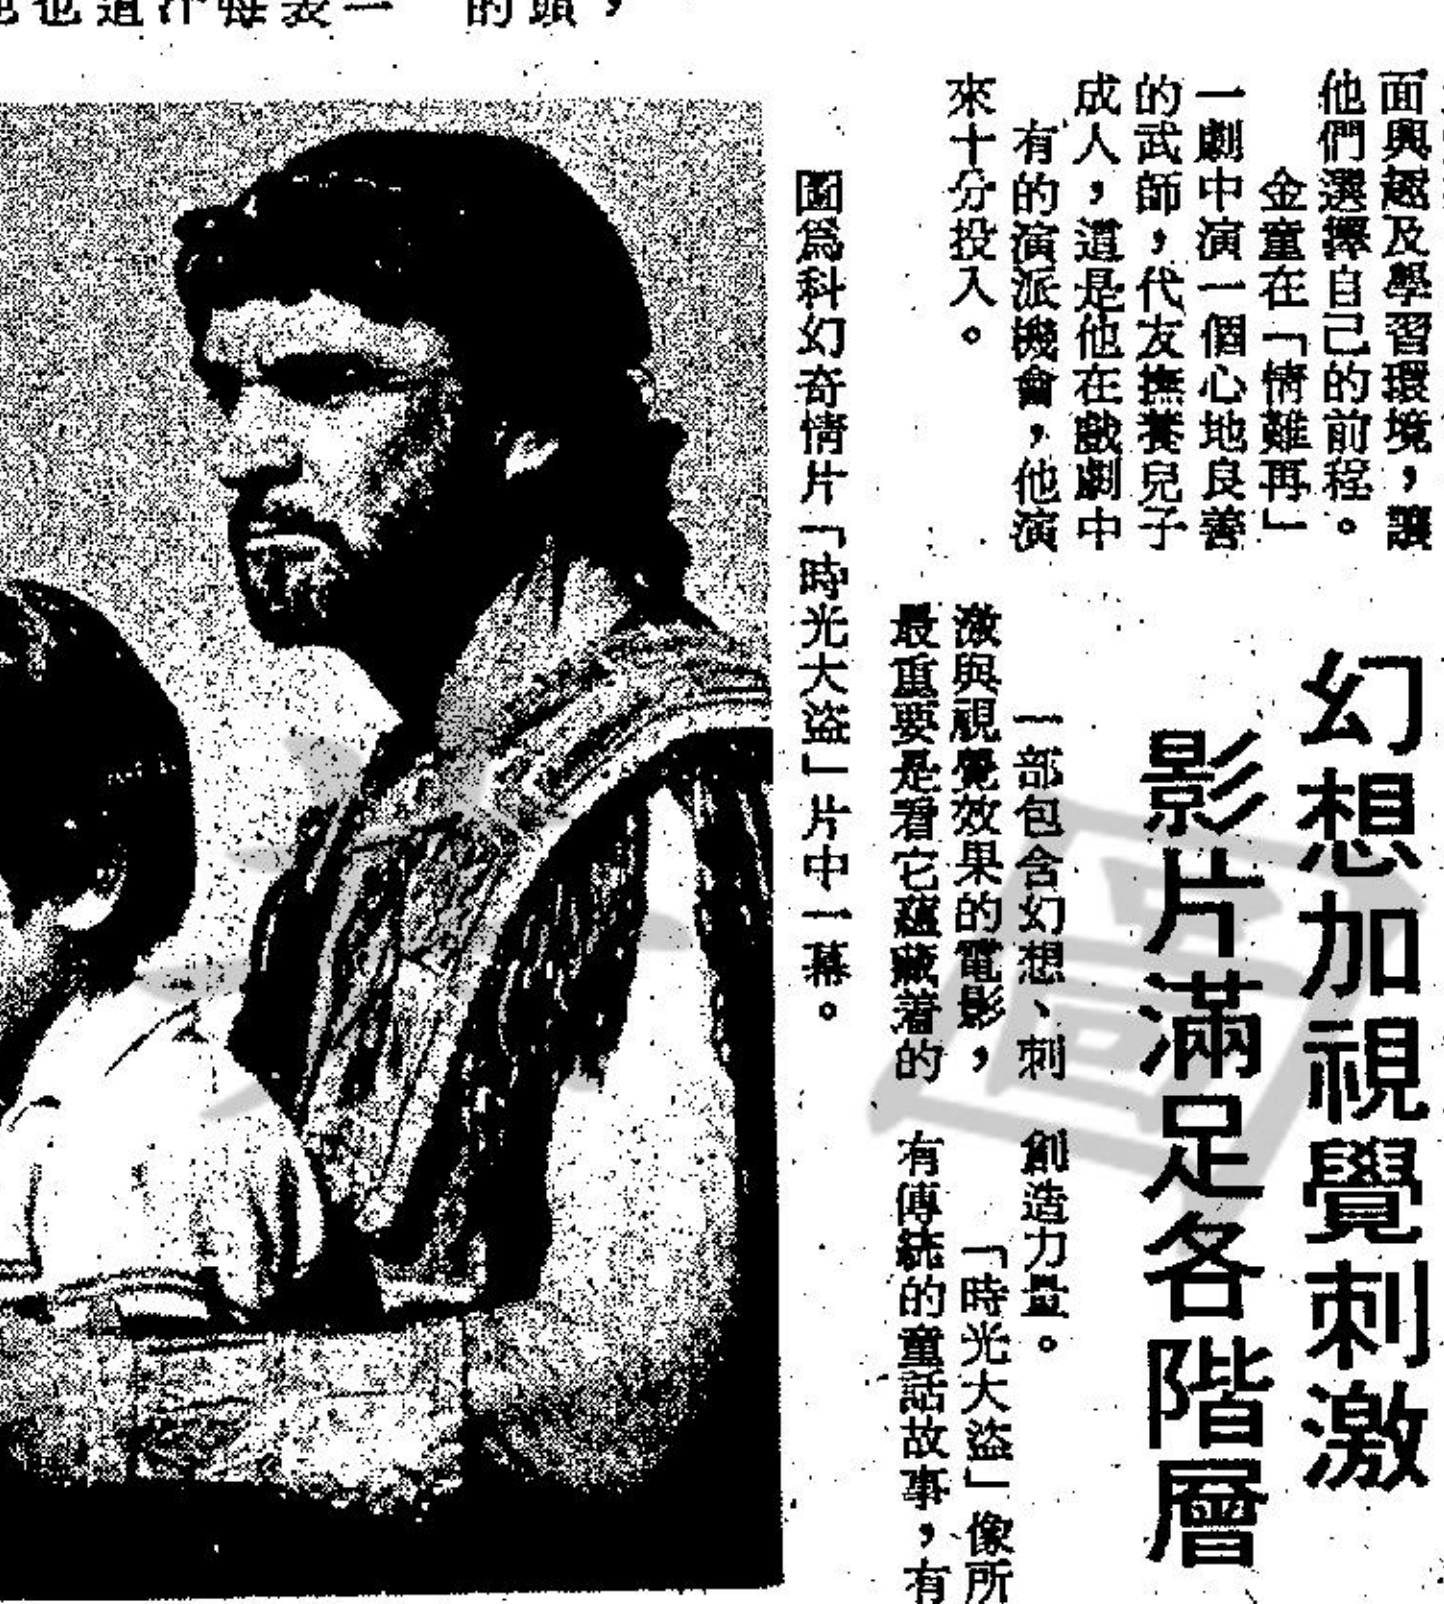 面興趣及學習環境，讓
他們選擇自己的前程。
金童在「情難再」
一劇中演一個心地良善
的武師，代友撫養兒子
成人，這是他在戲劇中
有的演派機會，他演
來十分投入。
幻想加視覺刺激
影片滿足各階層
一部包含幻想、刺
激與視覺效果的電影，
最重要是看它蘊藏着的
創造力量。
「時光大盜」像所
有傳統的童話故事，有
圖爲科幻奇情片「時光大盜」片中一幕。
圖